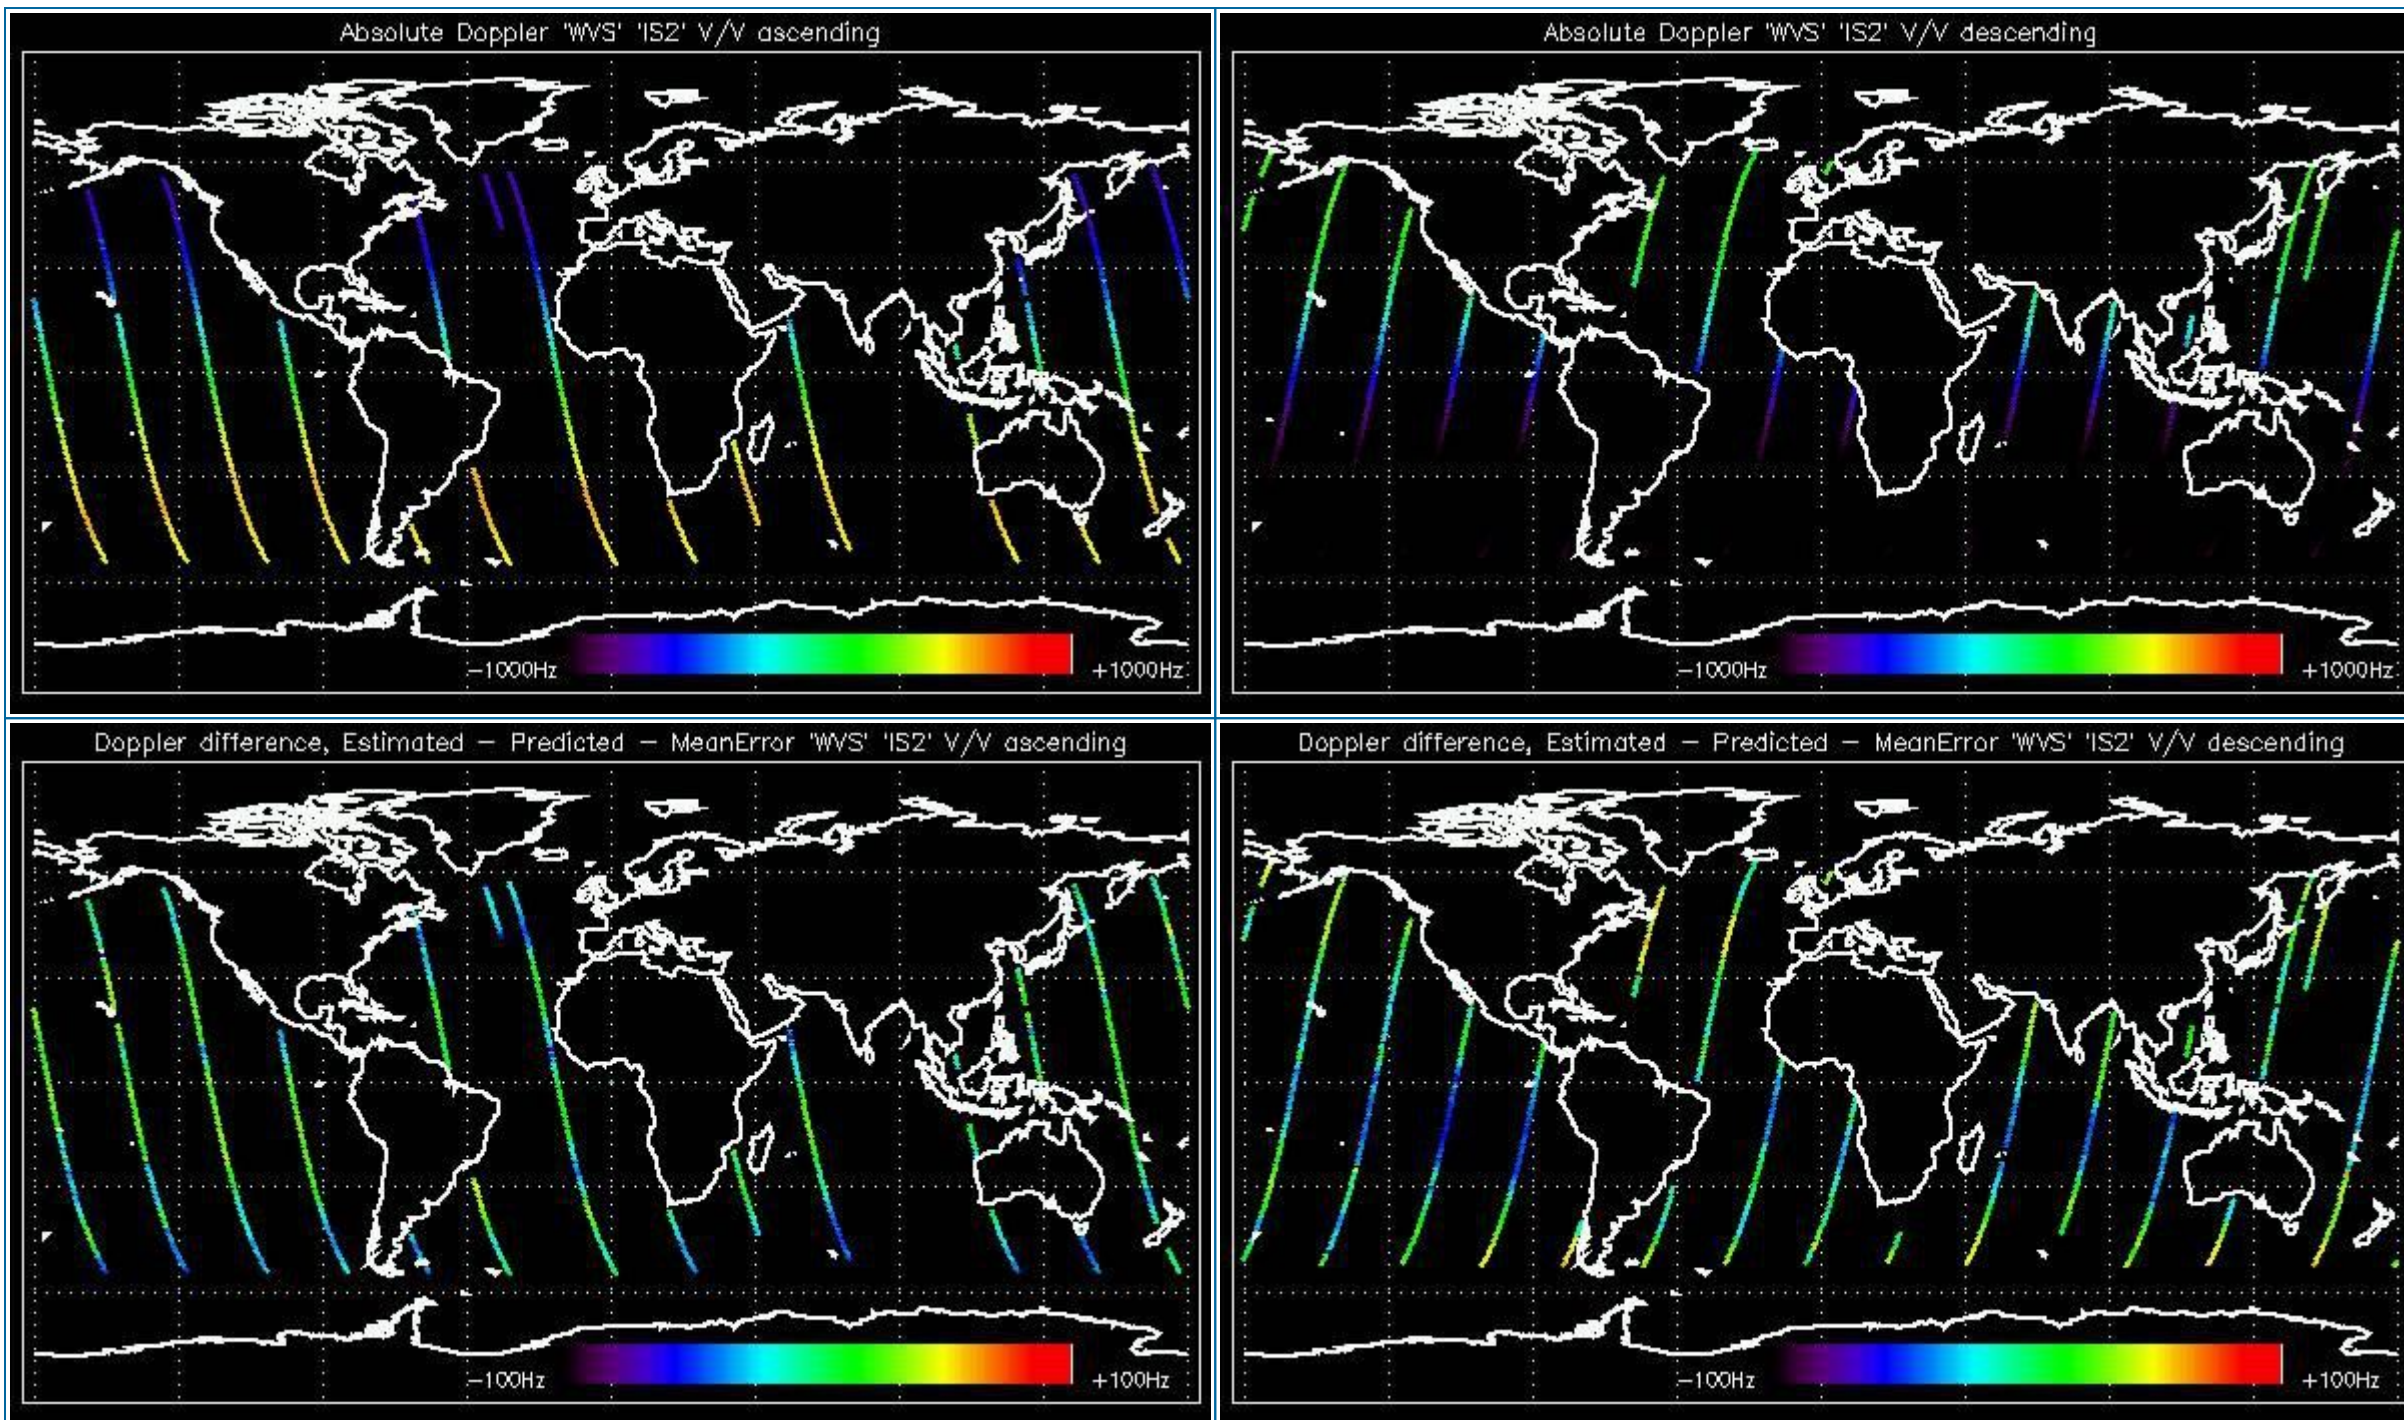 Absolute Doppler 'WVS' 'IS2' V/V ascending
-1000Hz
+1000Hz
Absolute Doppler 'WVS' 'IS2' V/V descending
-1000Hz
+1000Hz
Doppler difference, Estimated - Predicted - MeanError 'WVS' 'IS2' V/V ascending
-100Hz
+100Hz
Doppler difference, Estimated - Predicted - MeanError 'WVS' 'IS2' V/V descending
-100Hz
+100Hz